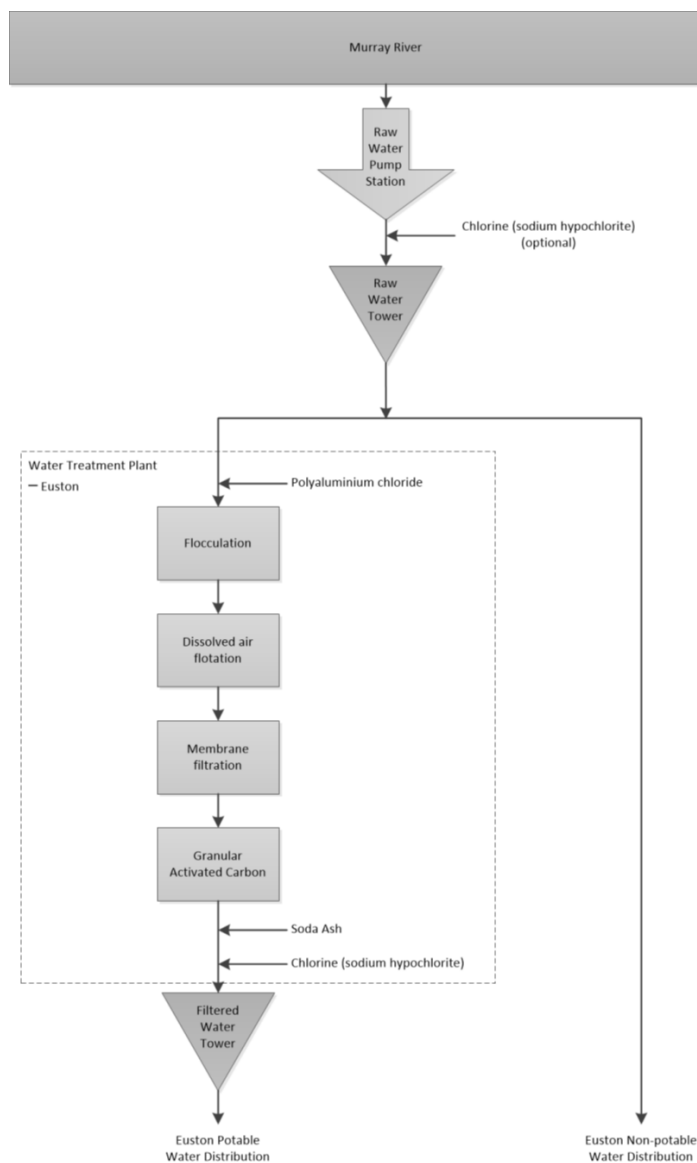 Murray River
Raw
Water
Pump
Station
Chlorine (sodium hypochlorite)
(optional)
Raw
Water
Tower
Water Treatment Plant
– Euston
Polyaluminium chloride
Flocculation
Dissolved air
flotation
Membrane
filtration
Granular
Activated Carbon
Soda Ash
Chlorine (sodium hypochlorite)
Filtered
Water
Tower
Euston Potable
Water Distribution
Euston Non-potable
Water Distribution